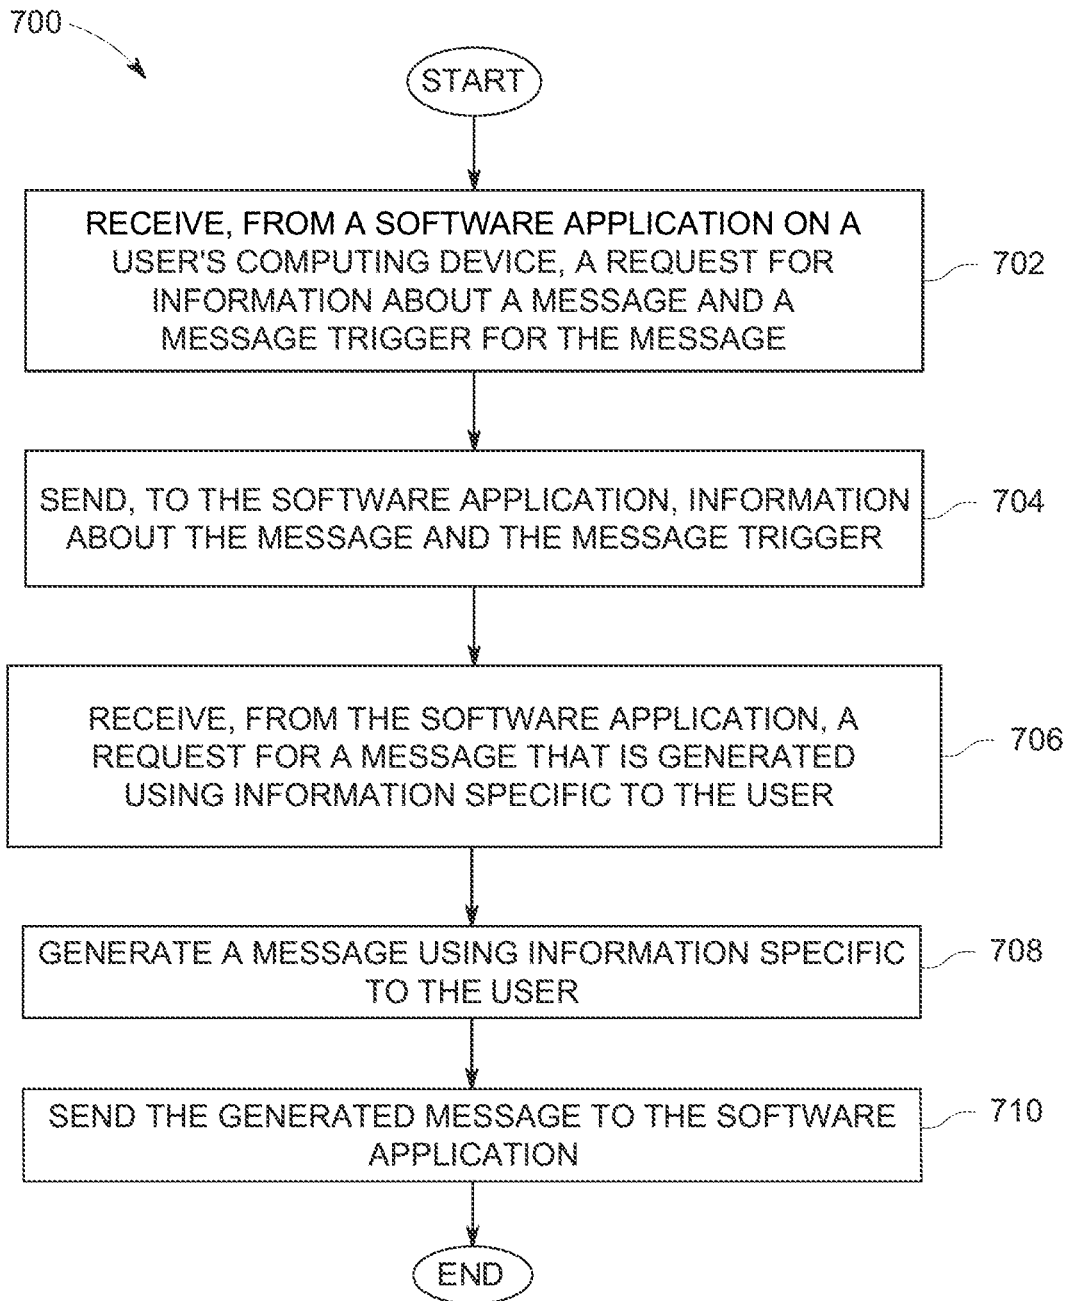 700
START
RECEIVE, FROM A SOFTWARE APPLICATION ON A
USER'S COMPUTING DEVICE, A REQUEST FOR
INFORMATION ABOUT A MESSAGE AND A
MESSAGE TRIGGER FOR THE MESSAGE
702
SEND, TO THE SOFTWARE APPLICATION, INFORMATION
ABOUT THE MESSAGE AND THE MESSAGE TRIGGER
704
RECEIVE, FROM THE SOFTWARE APPLICATION, A
REQUEST FOR A MESSAGE THAT IS GENERATED
USING INFORMATION SPECIFIC TO THE USER
706
GENERATE A MESSAGE USING INFORMATION SPECIFIC
TO THE USER
708
SEND THE GENERATED MESSAGE TO THE SOFTWARE
APPLICATION
710
END